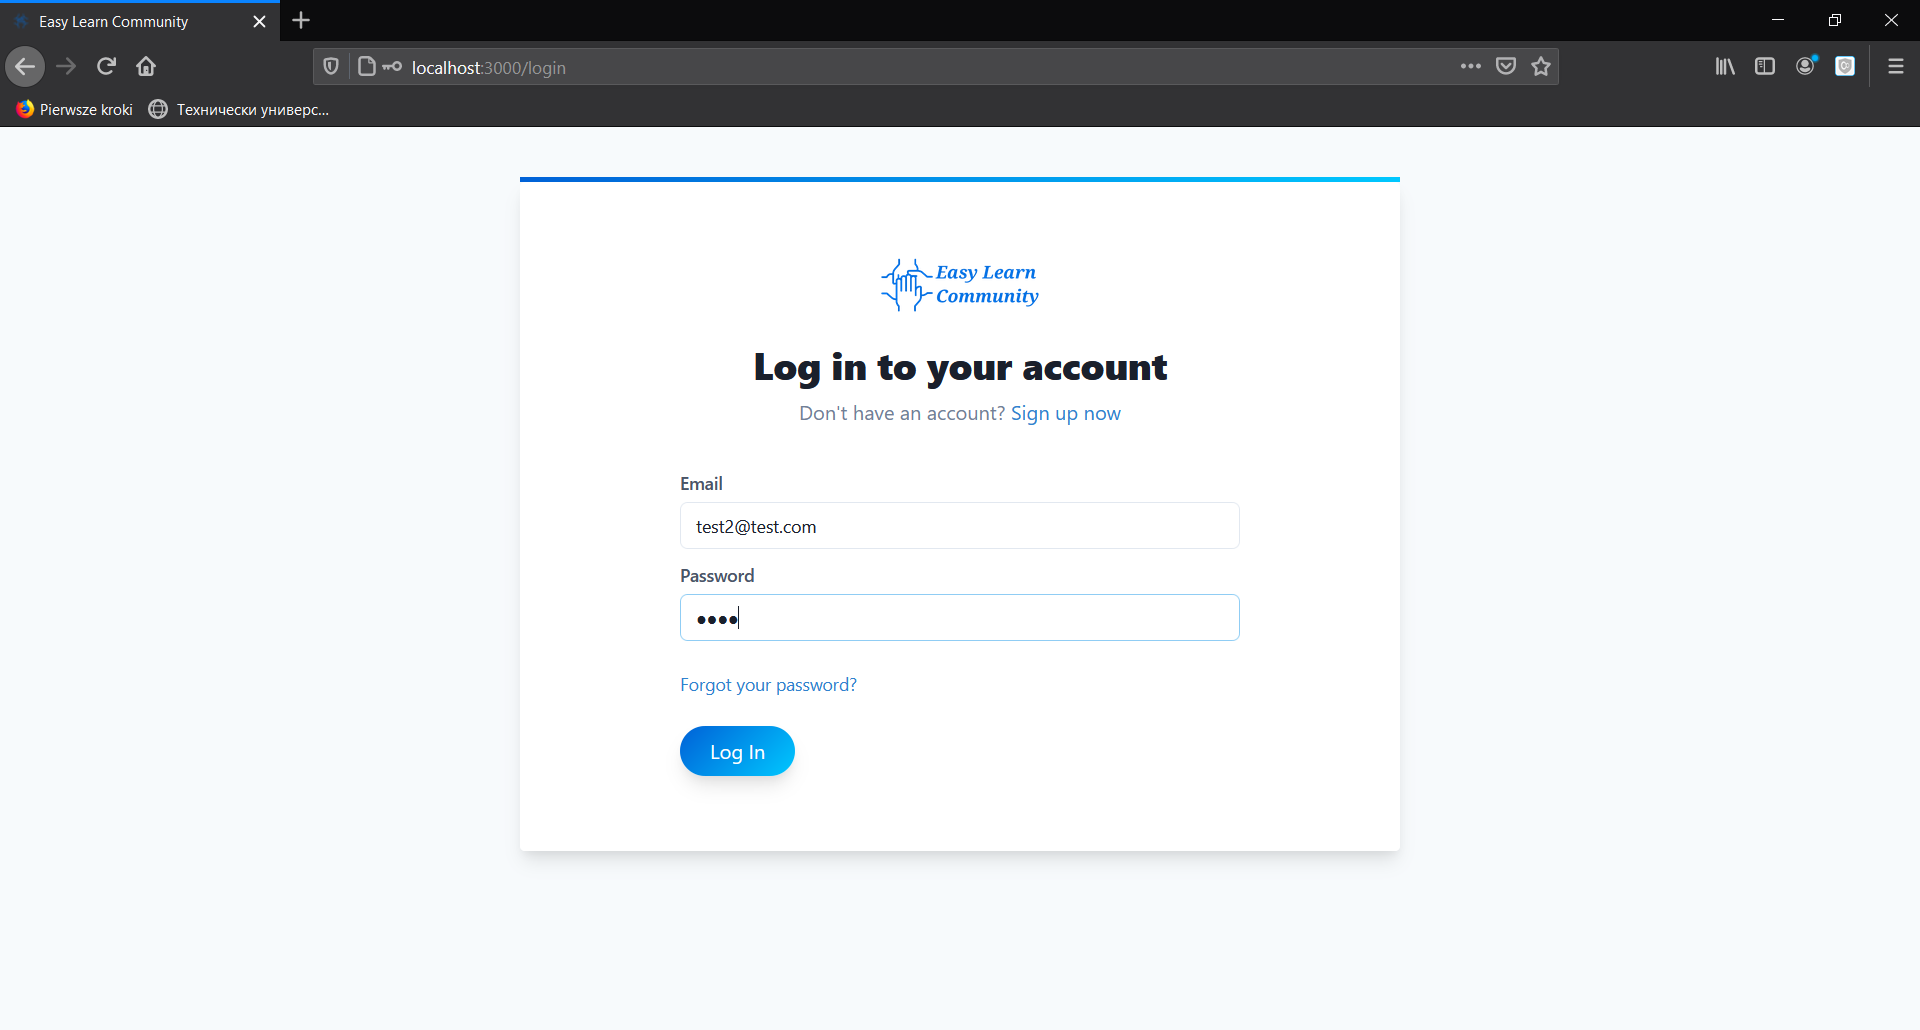 Easy Learn Community
localhost:3000/login
Pierwsze kroki
Технически универс...
Easy Learn
Community
Log in to your account
Don't have an account? Sign up now
Email
test2@test.com
Password
••••
Forgot your password?
Log In